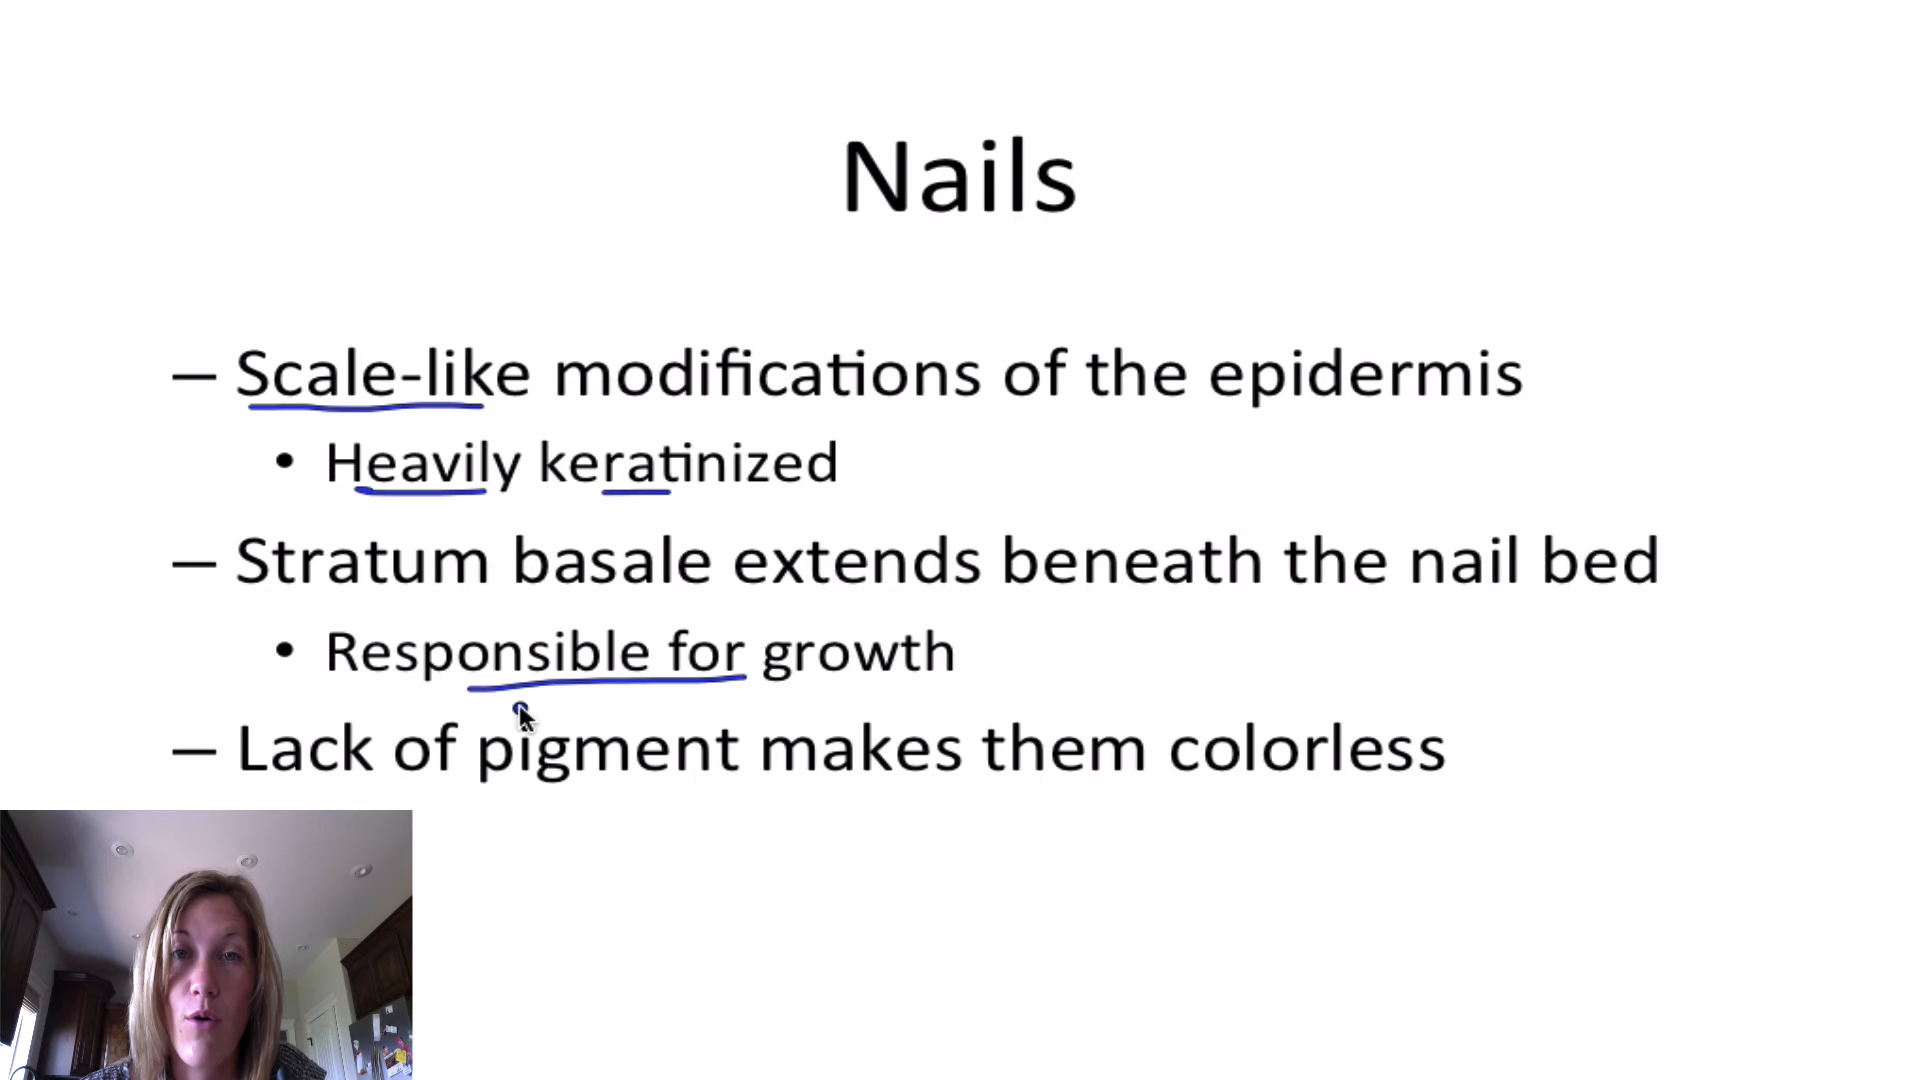 Nails
– Scale-like modifications of the epidermis
• Heavily keratinized
– Stratum basale extends beneath the nail bed
• Responsible for growth
– Lack of pigment makes them colorless